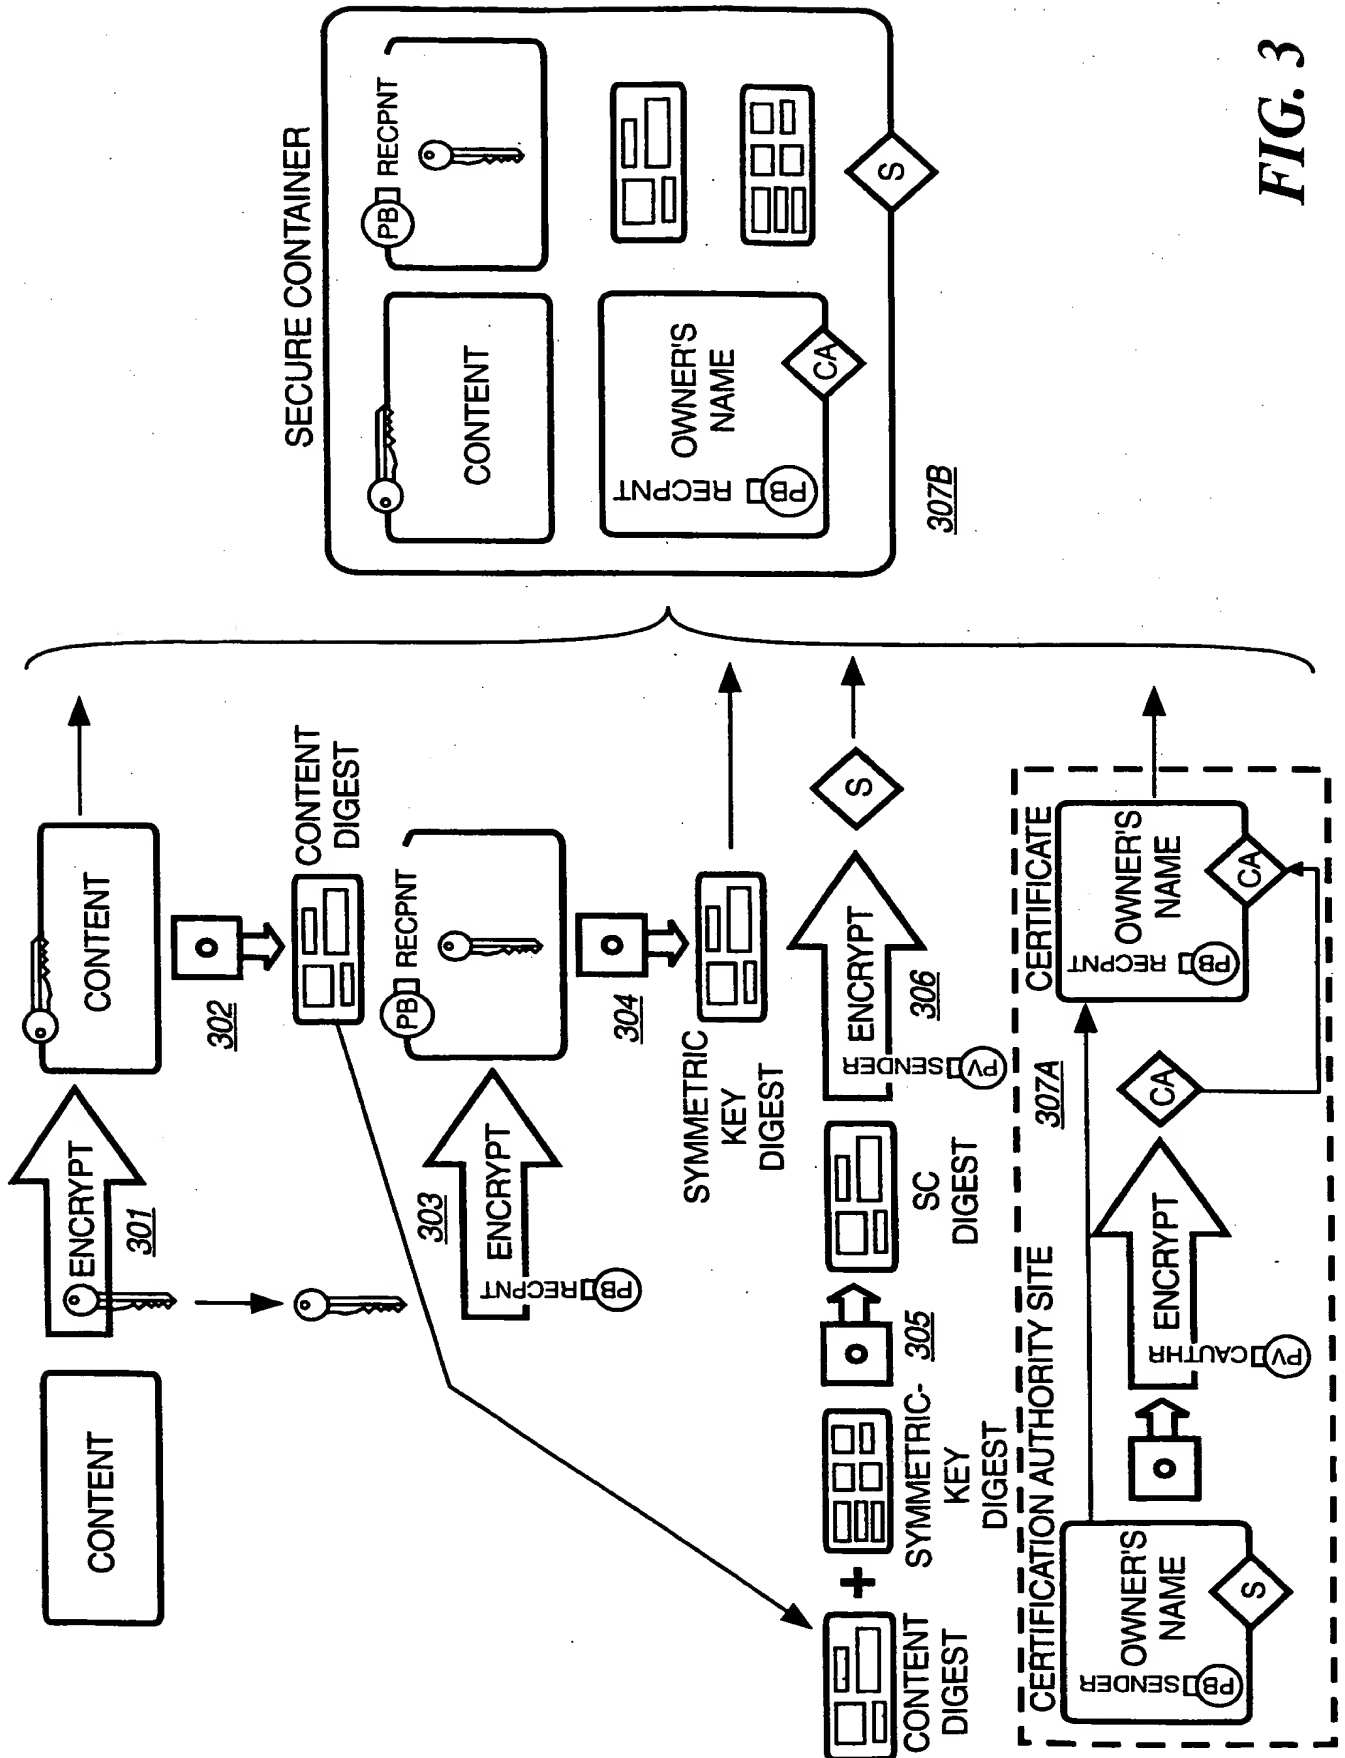 CONTENT
ENCRYPT
301
CONTENT
302
CONTENT
DIGEST
303
ENCRYPT
RECPNT
PB
PB
RECPNT
304
SYMMETRIC
KEY
DIGEST
CONTENT
DIGEST
+
SYMMETRIC-
KEY
DIGEST
305
SC
DIGEST
ENCRYPT
SENDER
PV
306
S
CERTIFICATION AUTHORITY SITE
307A
CERTIFICATE
OWNER'S
NAME
SENDER
PB
S
ENCRYPT
CAUTHR
PV
CA
OWNER'S
NAME
RECPNT
PB
CA
SECURE CONTAINER
CONTENT
PB
RECPNT
OWNER'S
NAME
RECPNT
PB
CA
S
307B
FIG. 3